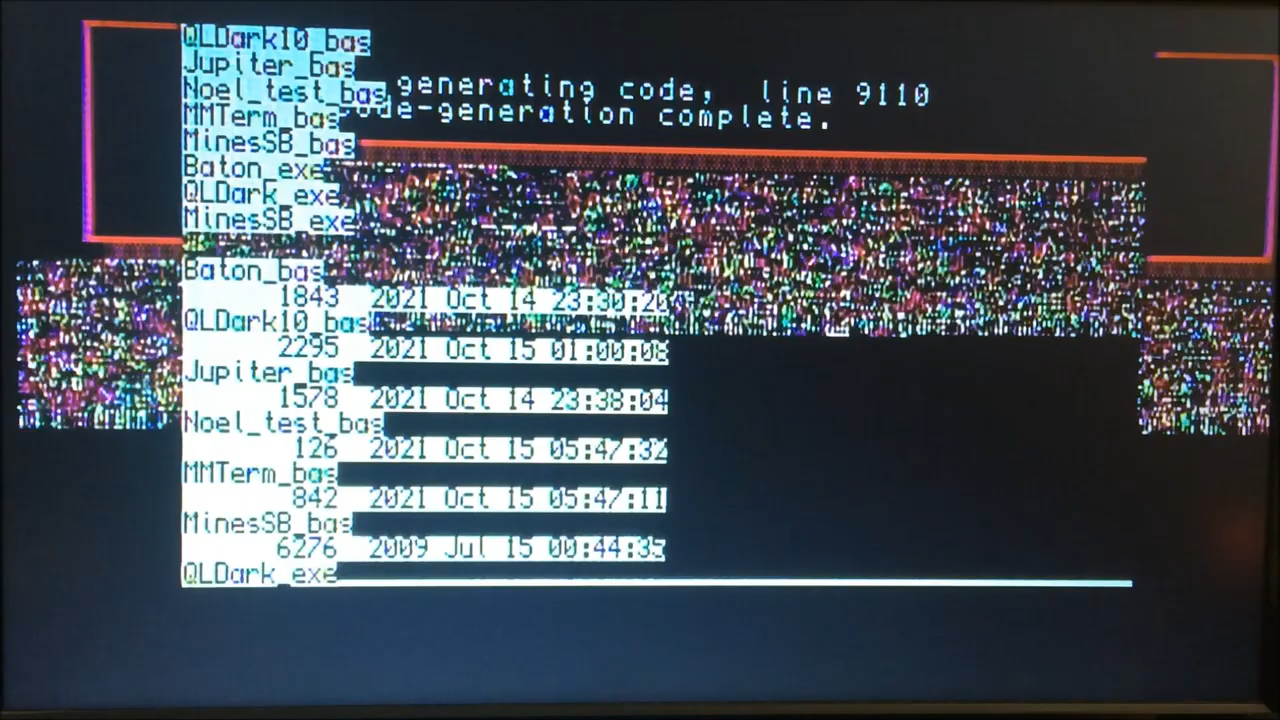 QLDark10_bas
Jupiter_bas
Noel_test_bas generating code, line 9110
MMTerm_bas code-generation complete.
MinesSB_bas
Baton_exe
QLDark_exe
MinesSB_exe
Baton_bas
1843 2021 Oct 14 23:30:20
QLDark10_bas
2295 2021 Oct 15 01:00:08
Jupiter_bas
1578 2021 Oct 14 23:38:04
Noel_test_bas
126 2021 Oct 15 05:47:32
MMTerm_bas
842 2021 Oct 15 05:47:11
MinesSB_bas
6276 2009 Jul 15 00:44:35
QLDark_exe